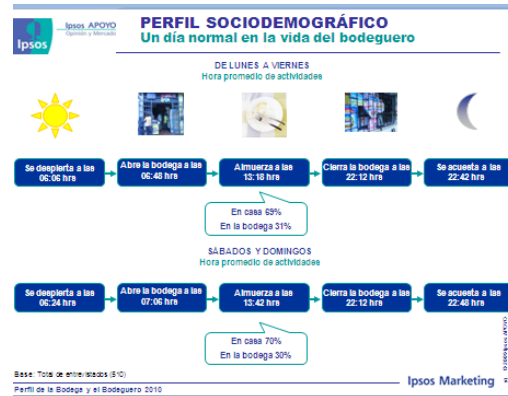 Ipsos
Ipsos APOYO
Opinión y Mercado
PERFIL SOCIODEMOGRÁFICO
Un día normal en la vida del bodeguero
DE LUNES A VIERNES
Hora promedio de actividades
Se despierta a las
06:06 hrs
Abre la bodega a las
06:48 hrs
Almuerza a las
13:18 hrs
Cierra la bodega a las
22:12 hrs
Se acuesta a las
22:42 hrs
En casa 69%
En la bodega 31%
SÁBADOS Y DOMINGOS
Hora promedio de actividades
Se despierta a las
06:24 hrs
Abre la bodega a las
07:06 hrs
Almuerza a las
13:42 hrs
Cierra la bodega a las
22:12 hrs
Se acuesta a las
22:48 hrs
En casa 70%
En la bodega 30%
Base: Total de entrevistados
Perfil de la Bodega y el Bodeguero 2010
Ipsos Marketing
Ipsos APOYO